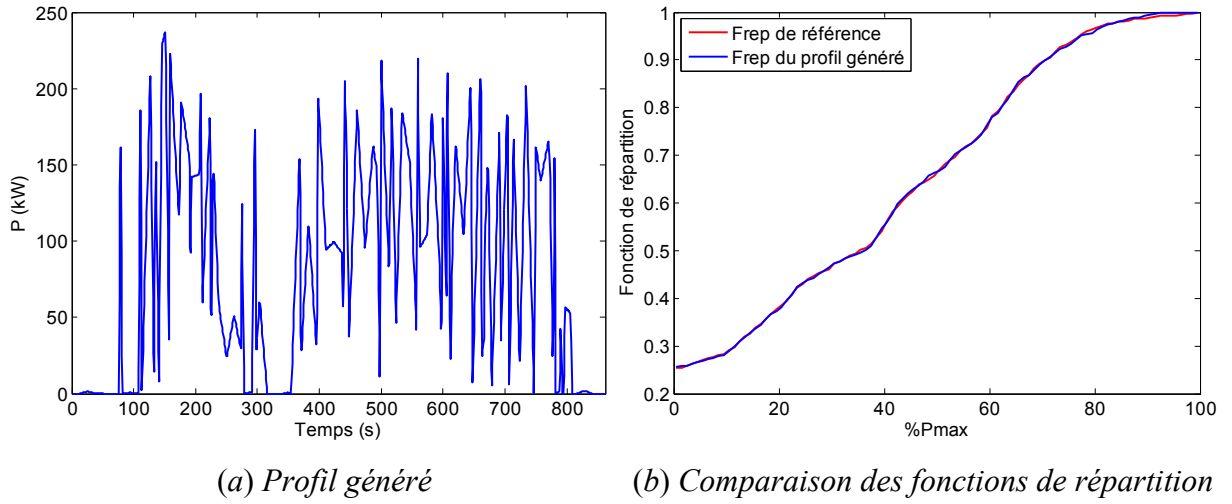 250
200
150
100
50
0
P (kW)
0 100 200 300 400 500 600 700 800
Temps (s)
(a) Profil généré
Frep de référence
Frep du profil généré
1
0.9
0.8
0.7
0.6
0.5
0.4
0.3
0.2
Fonction de répartition
0 20 40 60 80 100
%Pmax
(b) Comparaison des fonctions de répartition